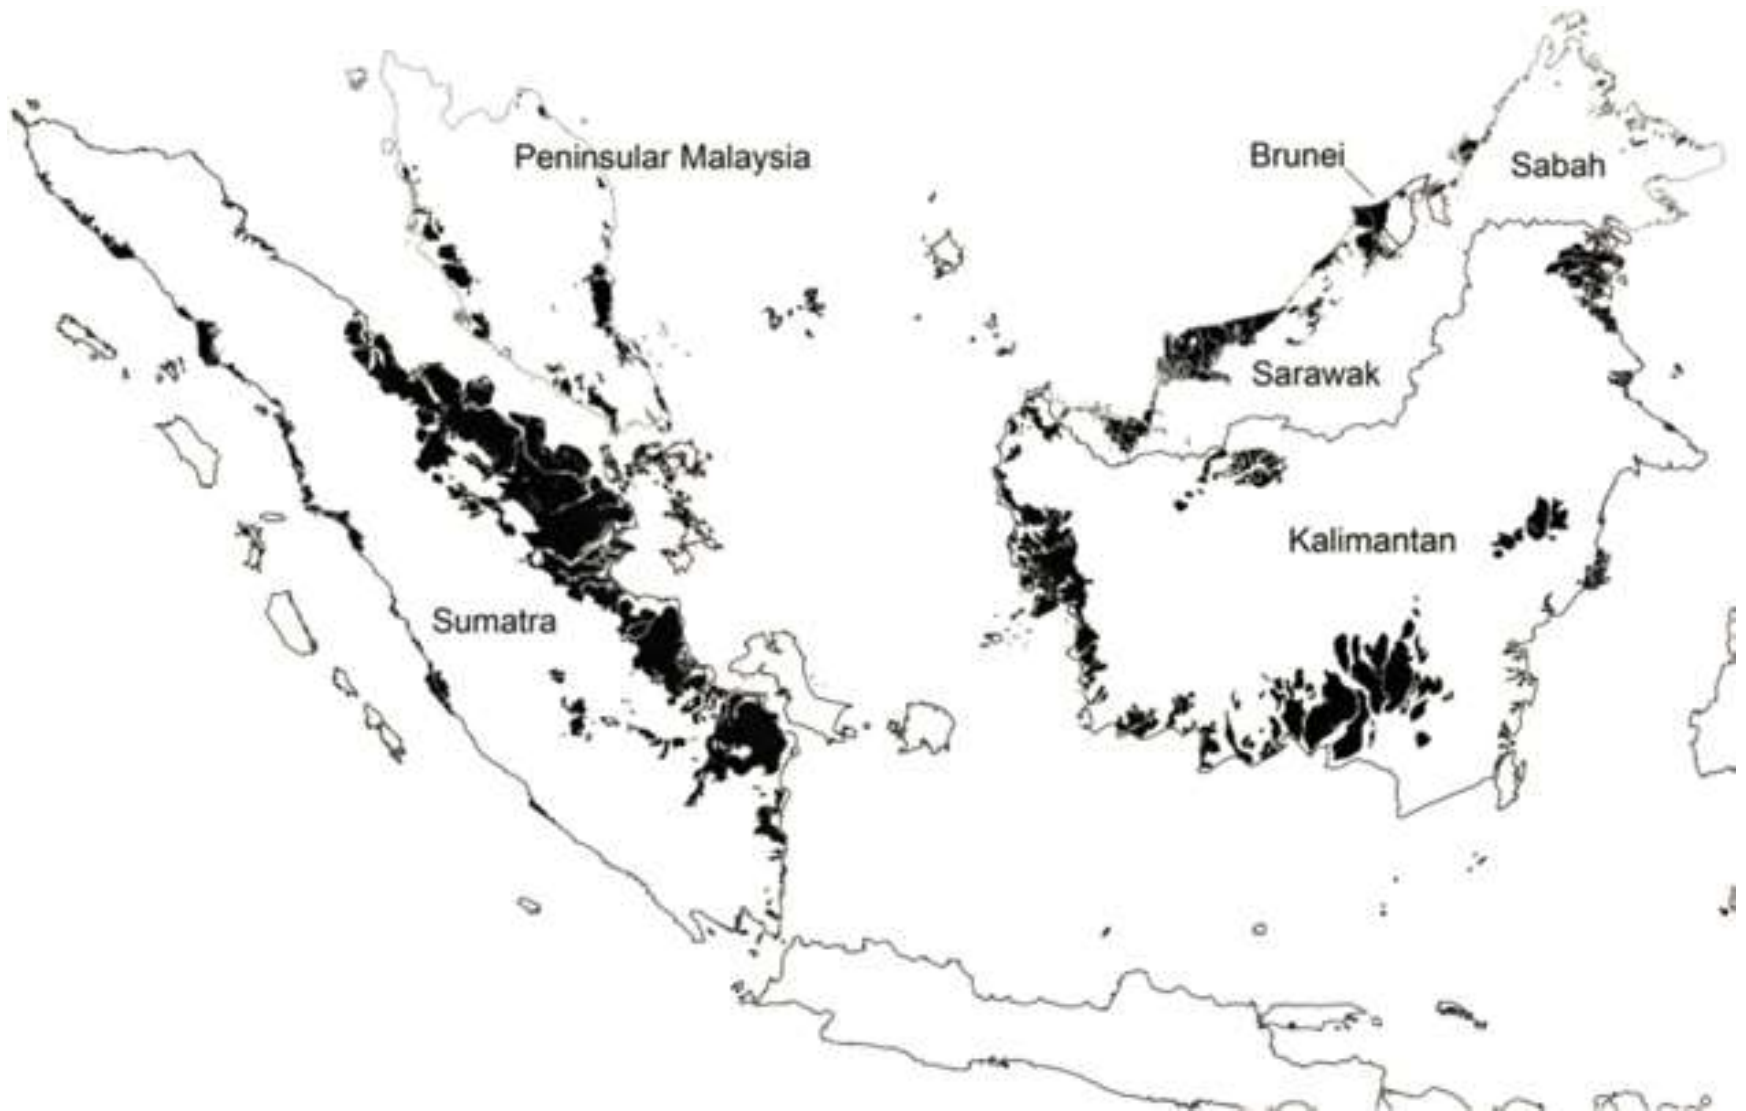 Peninsular Malaysia
Brunei
Sabah
Sarawak
Kalimantan
Sumatra